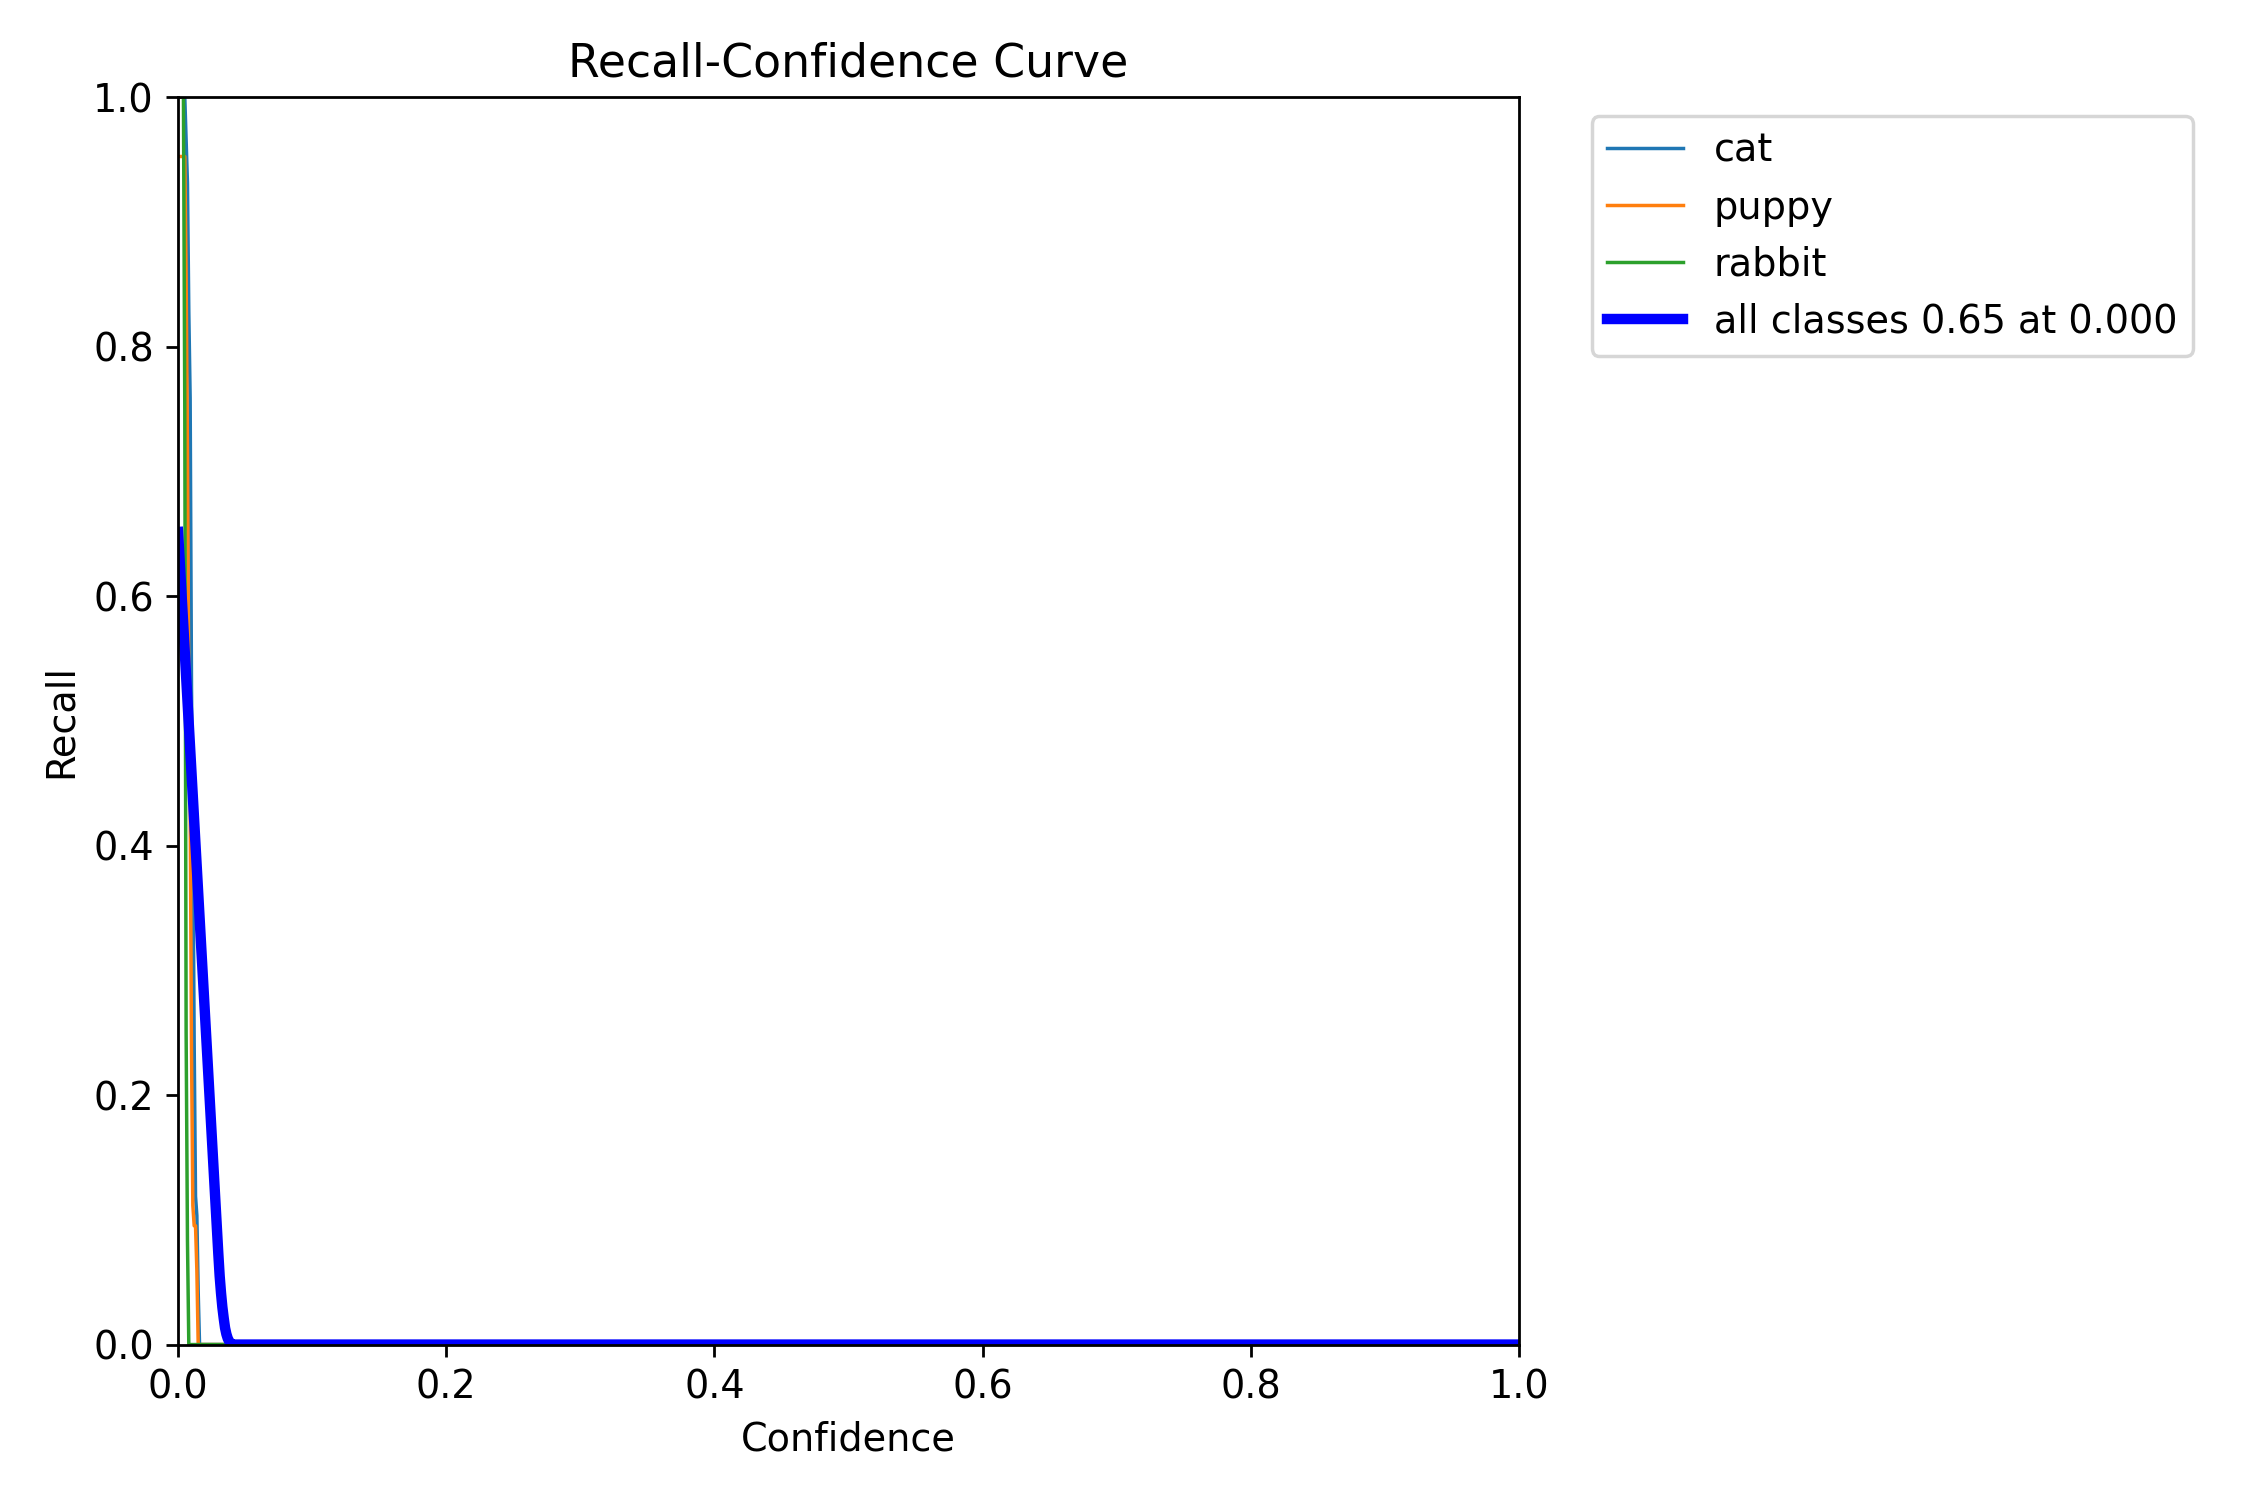 Recall-Confidence Curve
1.0
0.8
0.6
0.4
0.2
0.0
Recall
0.0 0.2 0.4 0.6 0.8 1.0
Confidence
cat
puppy
rabbit
all classes 0.65 at 0.000